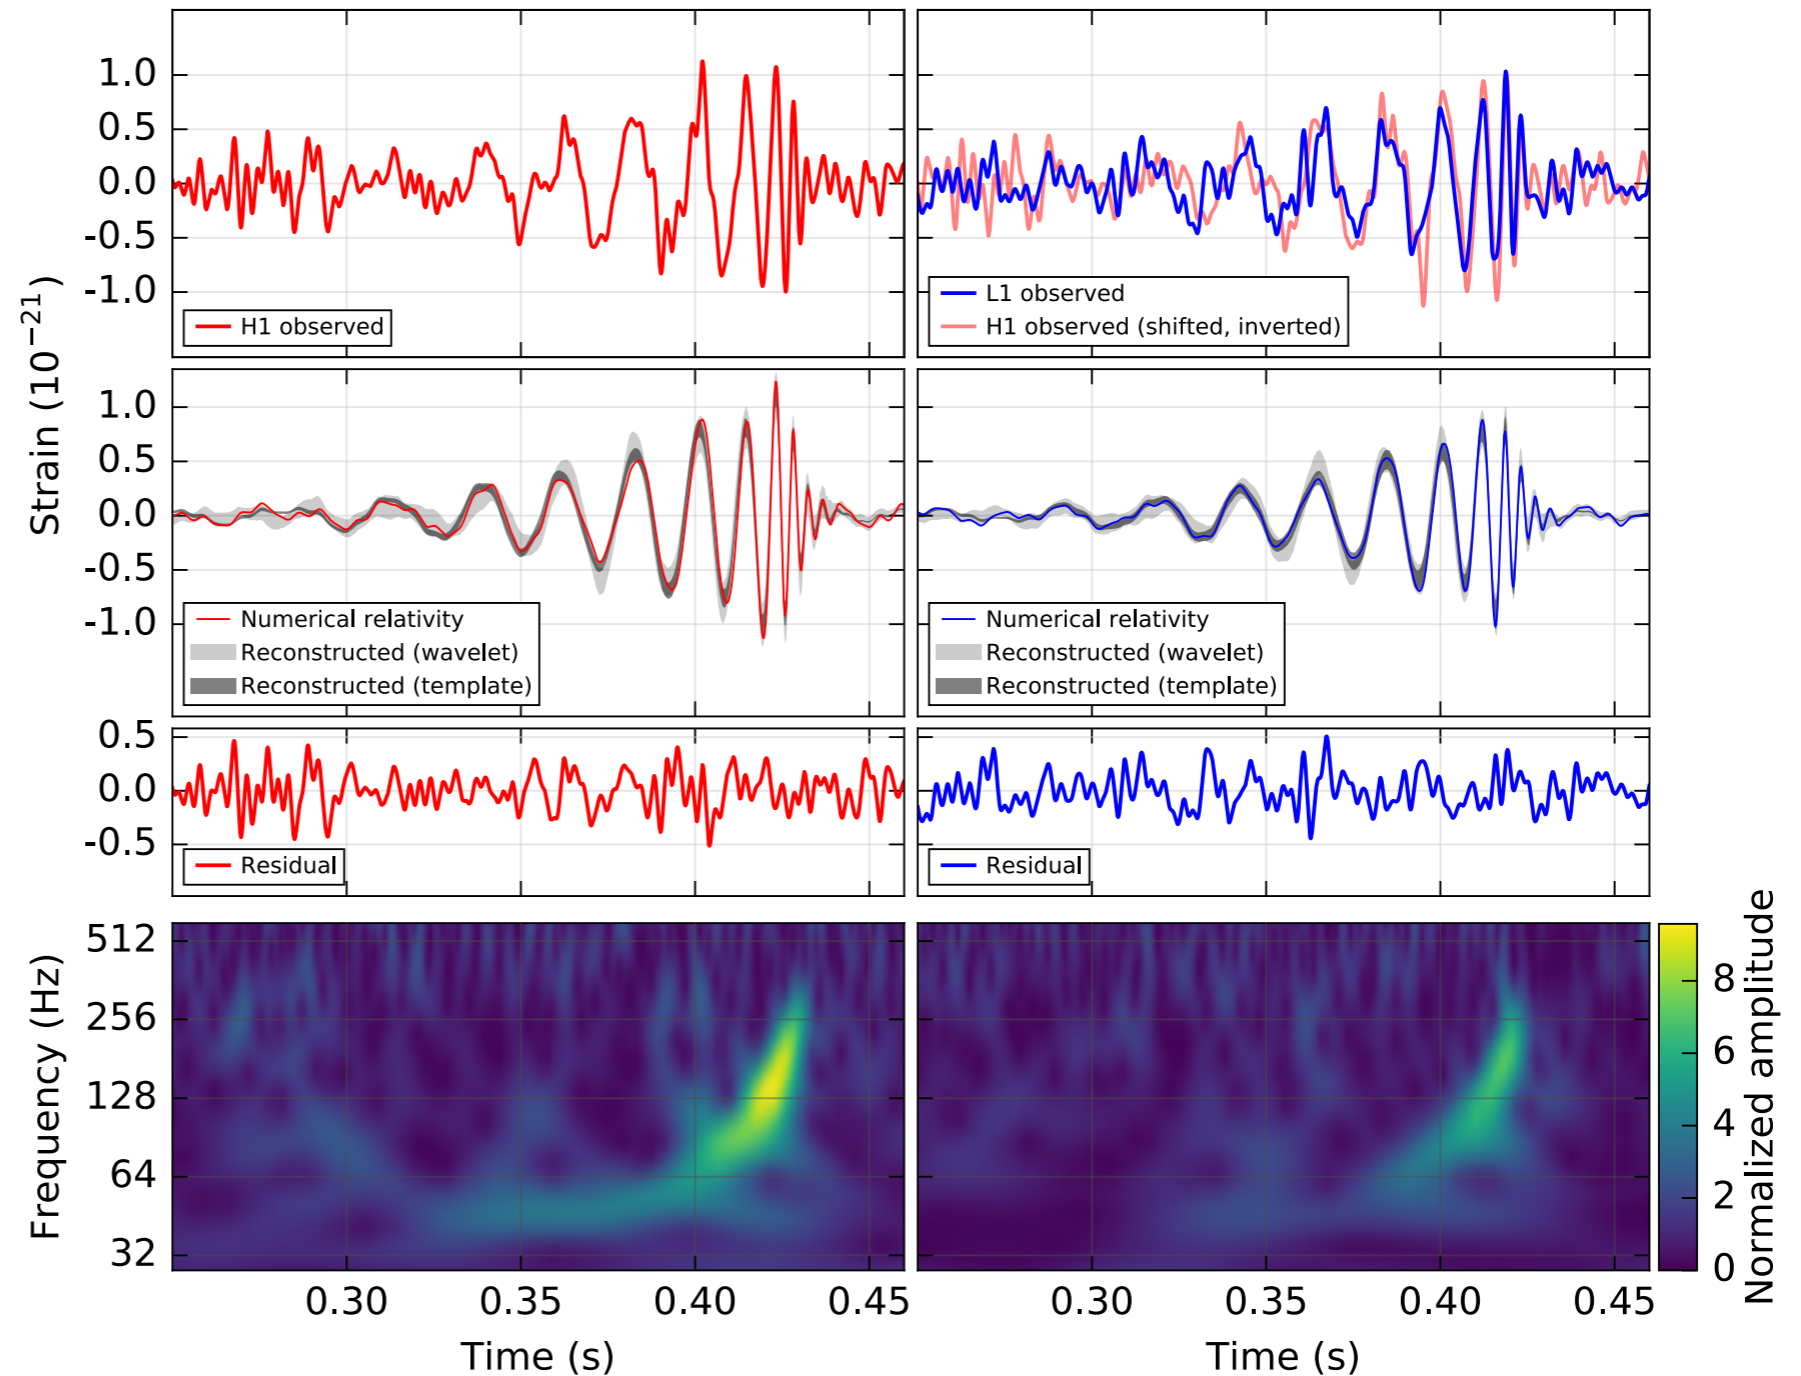 Strain (10⁻²¹)
1.0
0.5
0.0
-0.5
-1.0
H1 observed
L1 observed
H1 observed (shifted, inverted)
1.0
0.5
0.0
-0.5
-1.0
Numerical relativity
Reconstructed (wavelet)
Reconstructed (template)
Numerical relativity
Reconstructed (wavelet)
Reconstructed (template)
0.5
0.0
-0.5
Residual
Residual
Frequency (Hz)
512
256
128
64
32
Normalized amplitude
8
6
4
2
0
0.30 0.35 0.40 0.45
0.30 0.35 0.40 0.45
Time (s)
Time (s)